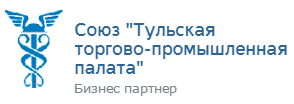 Союз "Тульская
торгово-промышленная
палата"
Бизнес партнер